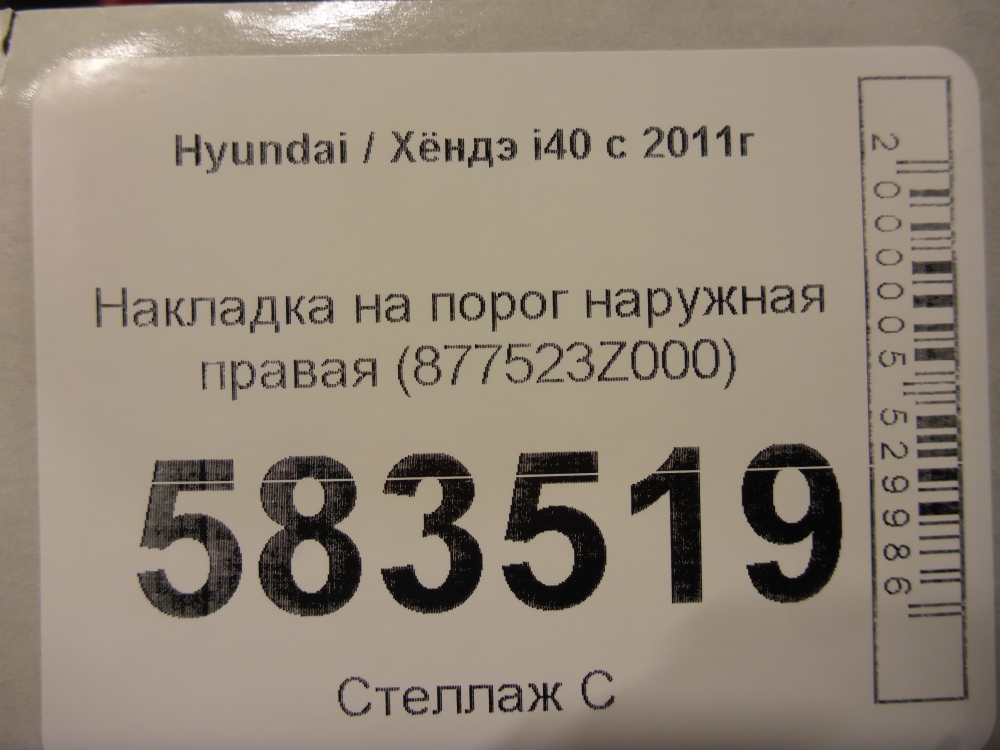 Hyundai / Хёндэ i40 с 2011г
Накладка на порог наружная
правая (877523Z000)
583519
Стеллаж С
2000005529986